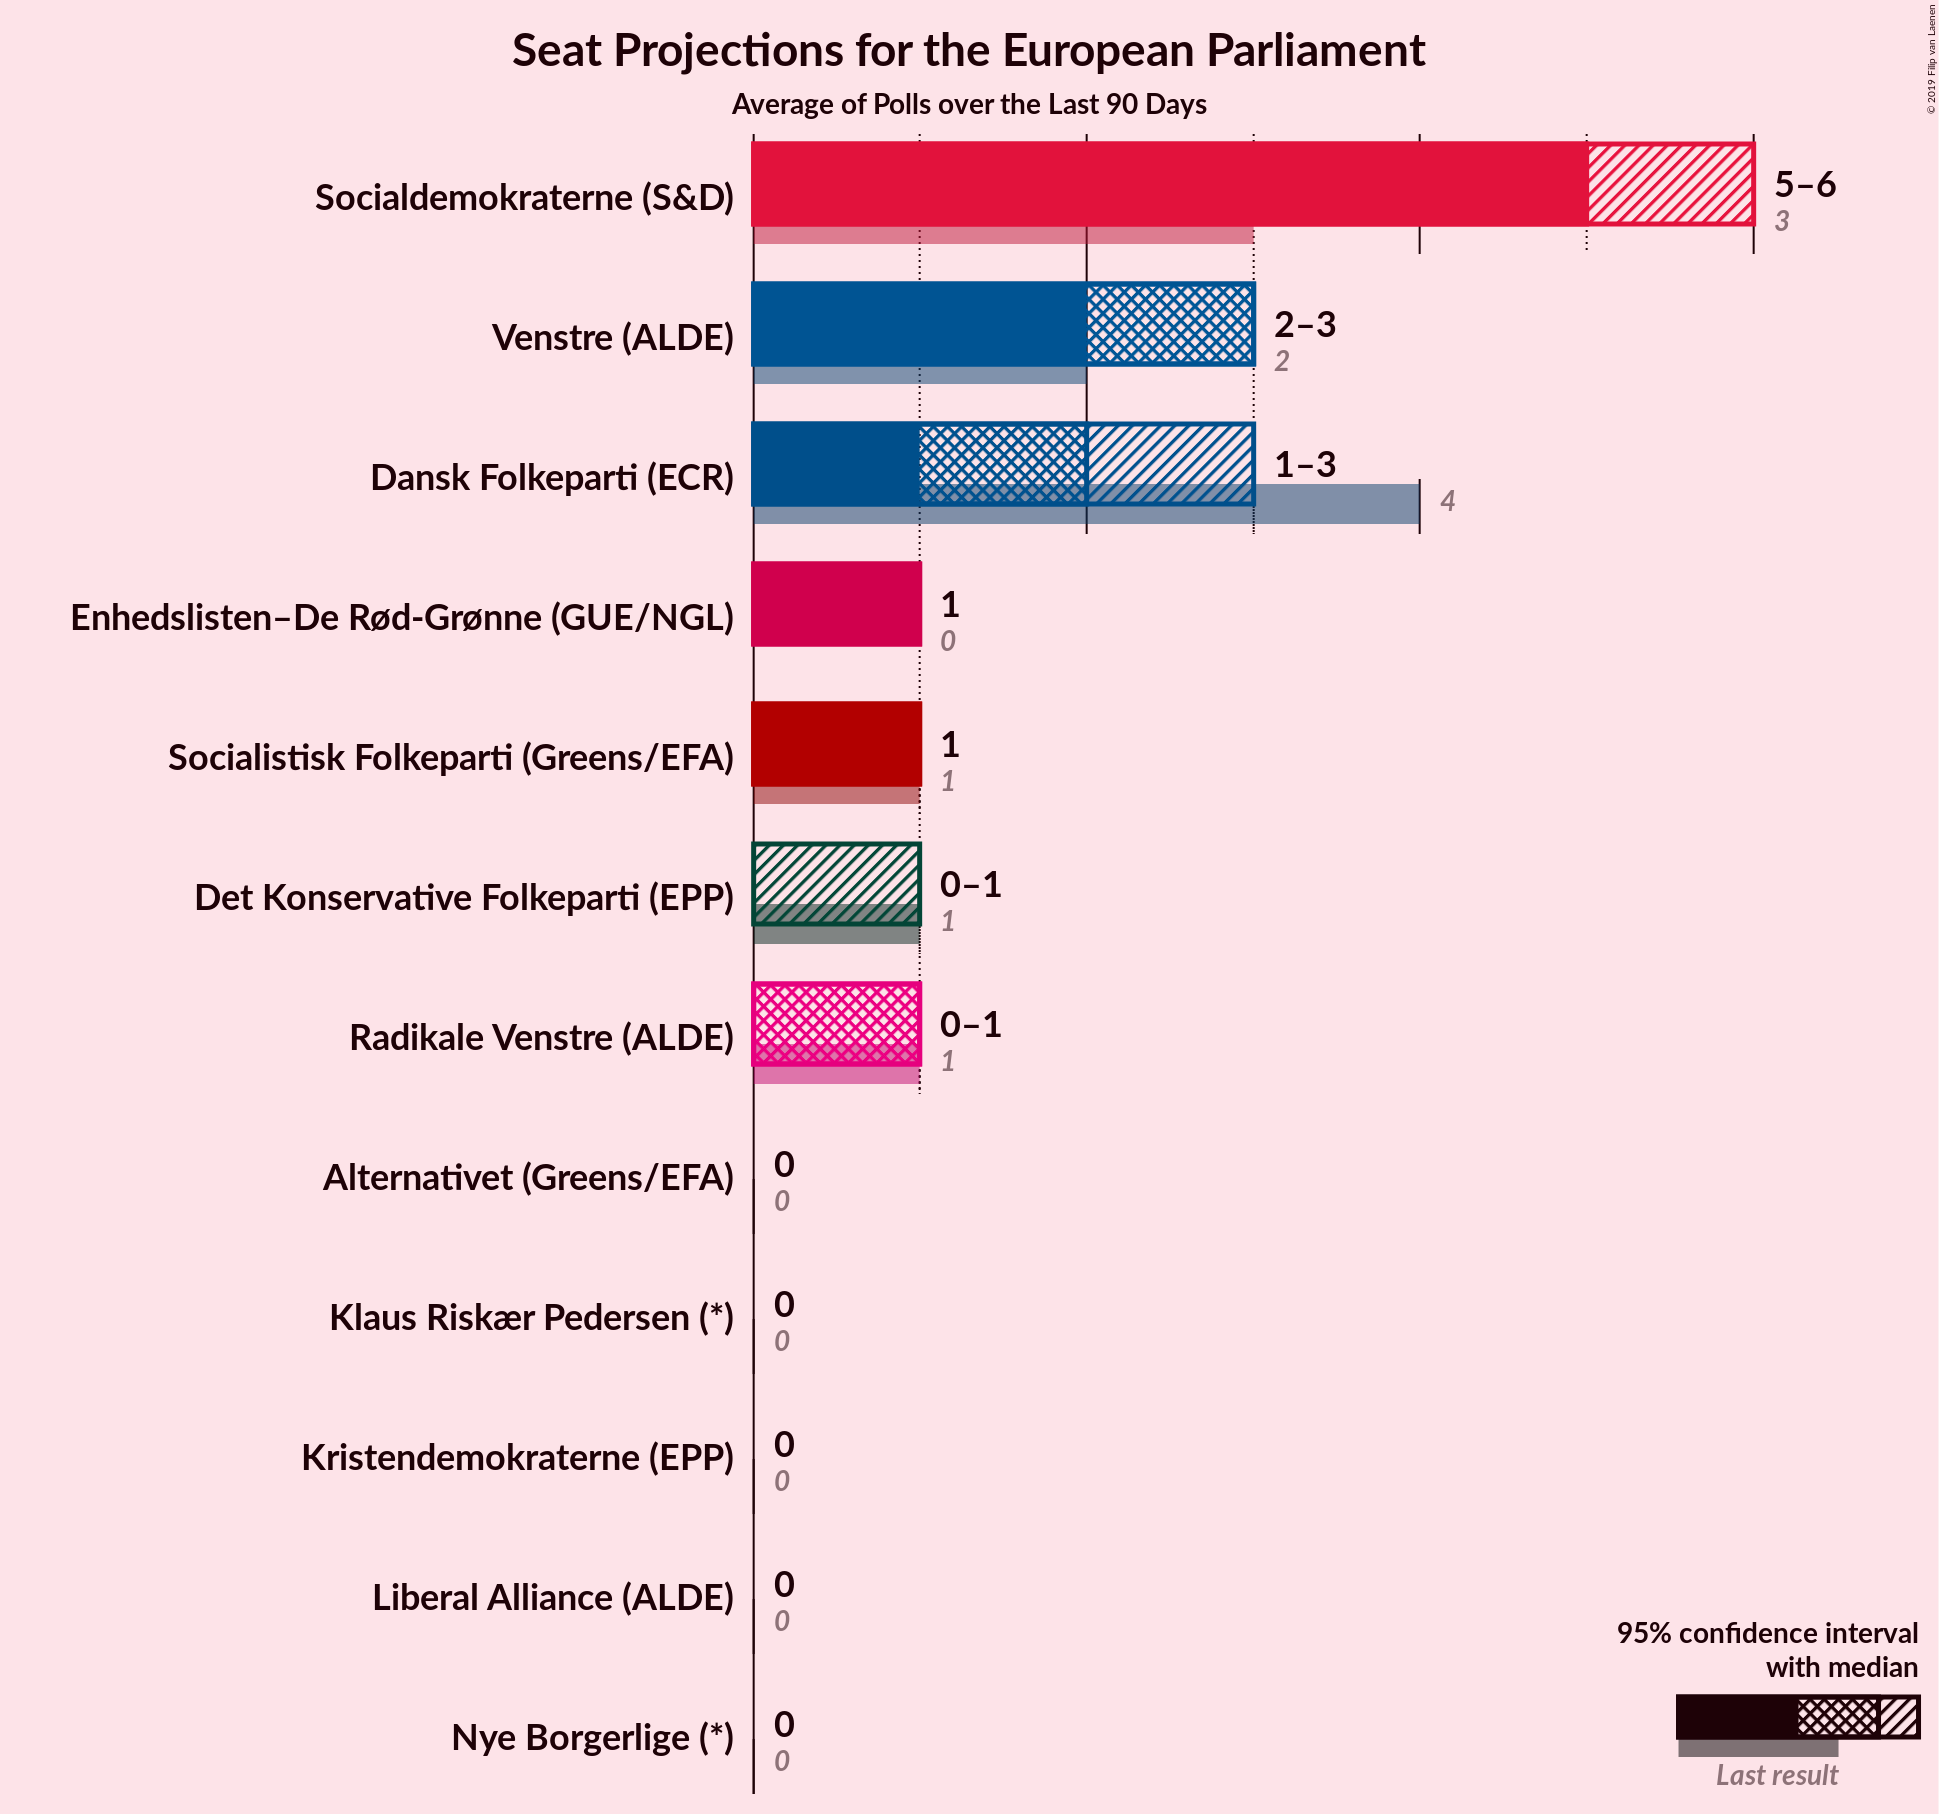 Seat Projections for the European Parliament
Average of Polls over the Last 90 Days
© 2019 Filip van Laenen
Socialdemokraterne (S&D)
5–6
3
Venstre (ALDE)
2–3
2
Dansk Folkeparti (ECR)
1–3
4
Enhedslisten–De Rød-Grønne (GUE/NGL)
1
0
Socialistisk Folkeparti (Greens/EFA)
1
1
Det Konservative Folkeparti (EPP)
0–1
1
Radikale Venstre (ALDE)
0–1
1
Alternativet (Greens/EFA)
0
0
Klaus Riskær Pedersen (*)
0
0
Kristendemokraterne (EPP)
0
0
Liberal Alliance (ALDE)
0
0
Nye Borgerlige (*)
0
0
95% confidence interval
with median
Last result